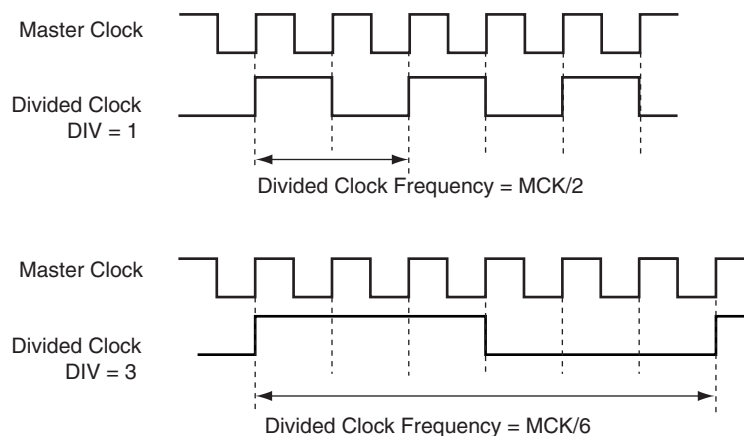 Master Clock
Divided Clock
DIV = 1
Divided Clock Frequency = MCK/2
Master Clock
Divided Clock
DIV = 3
Divided Clock Frequency = MCK/6